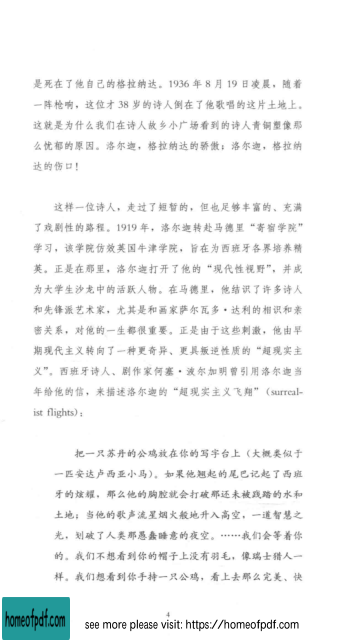 是死在了他自己的格拉纳达。1936 年 8 月 19 日凌晨，随着
一阵枪响，这位才 38 岁的诗人倒在了他歌唱的这片土地上。
这就是为什么我们在诗人故乡小广场看到的诗人青铜塑像那
么忧郁的原因。洛尔迦，格拉纳达的骄傲；洛尔迦，格拉纳
达的伤口！
这样一位诗人，走过了短暂的，但也足够丰富的、充满
了戏剧性的路程。1919 年，洛尔迦转赴马德里“寄宿学院”
学习，该学院仿效英国牛津学院，旨在为西班牙各界培养精
英。正是在那里，洛尔迦打开了他的“现代性视野”，并成
为大学生沙龙中的活跃人物。在马德里，他结识了许多诗人
和先锋派艺术家，尤其是和画家萨尔瓦多·达利的相识和亲
密关系，对他的一生都很重要。正是由于这些刺激，他由早
期现代主义转向了一种更奇异、更具叛逆性质的“超现实主
义”。西班牙诗人、剧作家何塞·波尔加明曾引用洛尔迦当
年给他的信，来描述洛尔迦的“超现实主义飞翔”（surreal-
ist flights）：
把一只苏丹的公鸡放在你的写字台上（大概类似于
一匹安达卢西亚小马）。如果他翘起的尾巴记起了西班
牙的炫耀，那么他的胸腔就会打破那还未被践踏的水和
土地；当他的歌声流星烟火般地升入高空，一道智慧之
光，划破了人类那愚蠢睡意的夜空。……我们会等着你
的。我们不想看到你的帽子上没有羽毛，像瑞士猎人一
样。我们想看到你手持一只公鸡，看上去那么完美、快
4
homeofpdf.com
see more please visit: https://homeofpdf.com